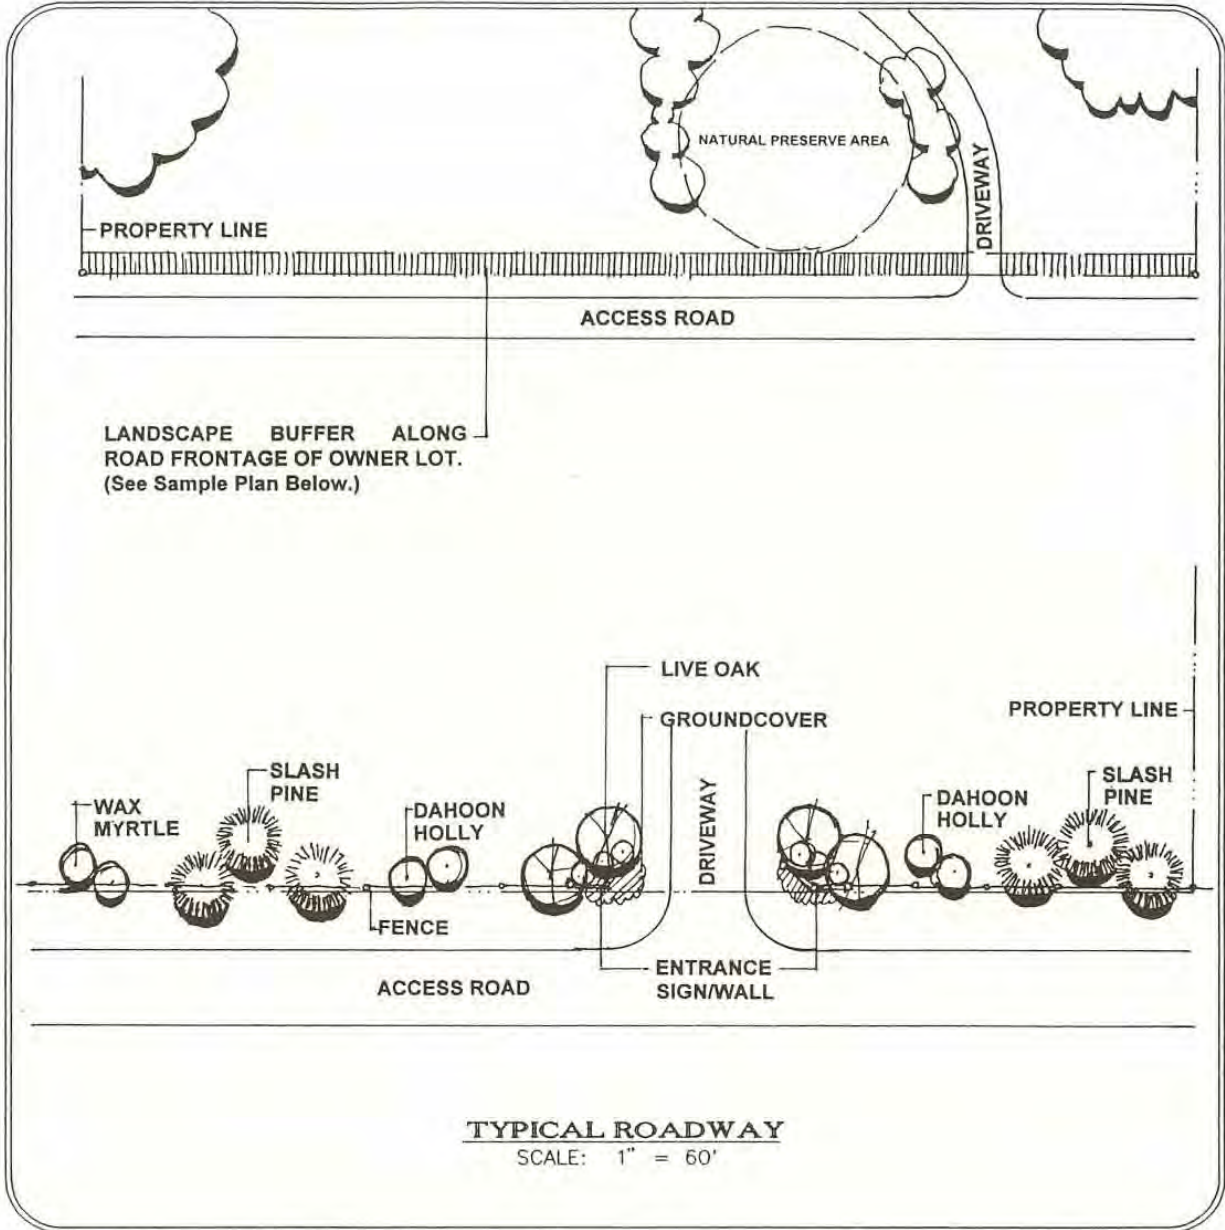 NATURAL PRESERVE AREA
DRIVEWAY
PROPERTY LINE
ACCESS ROAD
LANDSCAPE BUFFER ALONG
ROAD FRONTAGE OF OWNER LOT.
(See Sample Plan Below.)
LIVE OAK
GROUNDCOVER
PROPERTY LINE
SLASH
PINE
WAX
MYRTLE
DAHOON
HOLLY
DRIVEWAY
DAHOON
HOLLY
SLASH
PINE
FENCE
ENTRANCE
SIGN/WALL
ACCESS ROAD
TYPICAL ROADWAY
SCALE: 1" = 60'